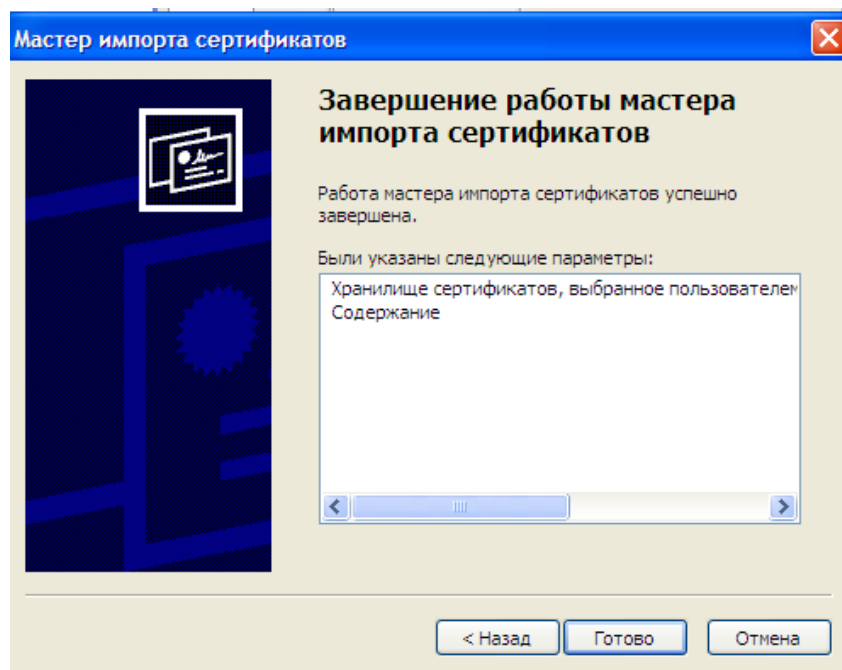 Мастер импорта сертификатов
Завершение работы мастера
импорта сертификатов
Работа мастера импорта сертификатов успешно
завершена.
Были указаны следующие параметры:
Хранилище сертификатов, выбранное пользователем
Содержание
< Назад
Готово
Отмена